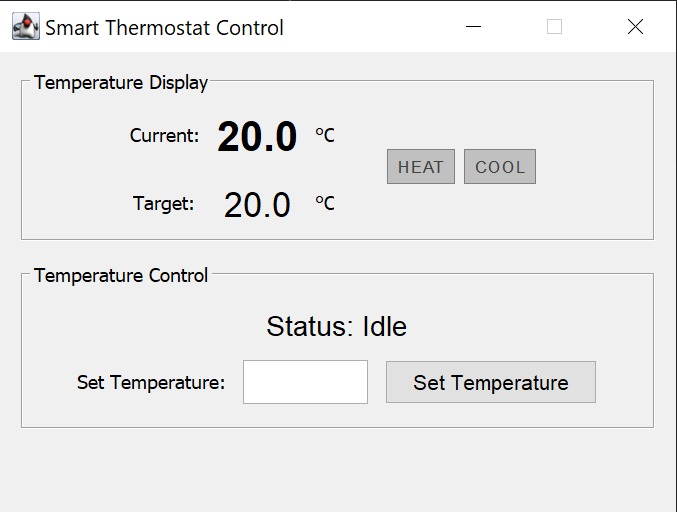 Smart Thermostat Control
Temperature Display
Current: 20.0 °C
HEAT COOL
Target: 20.0 °C
Temperature Control
Status: Idle
Set Temperature: Set Temperature